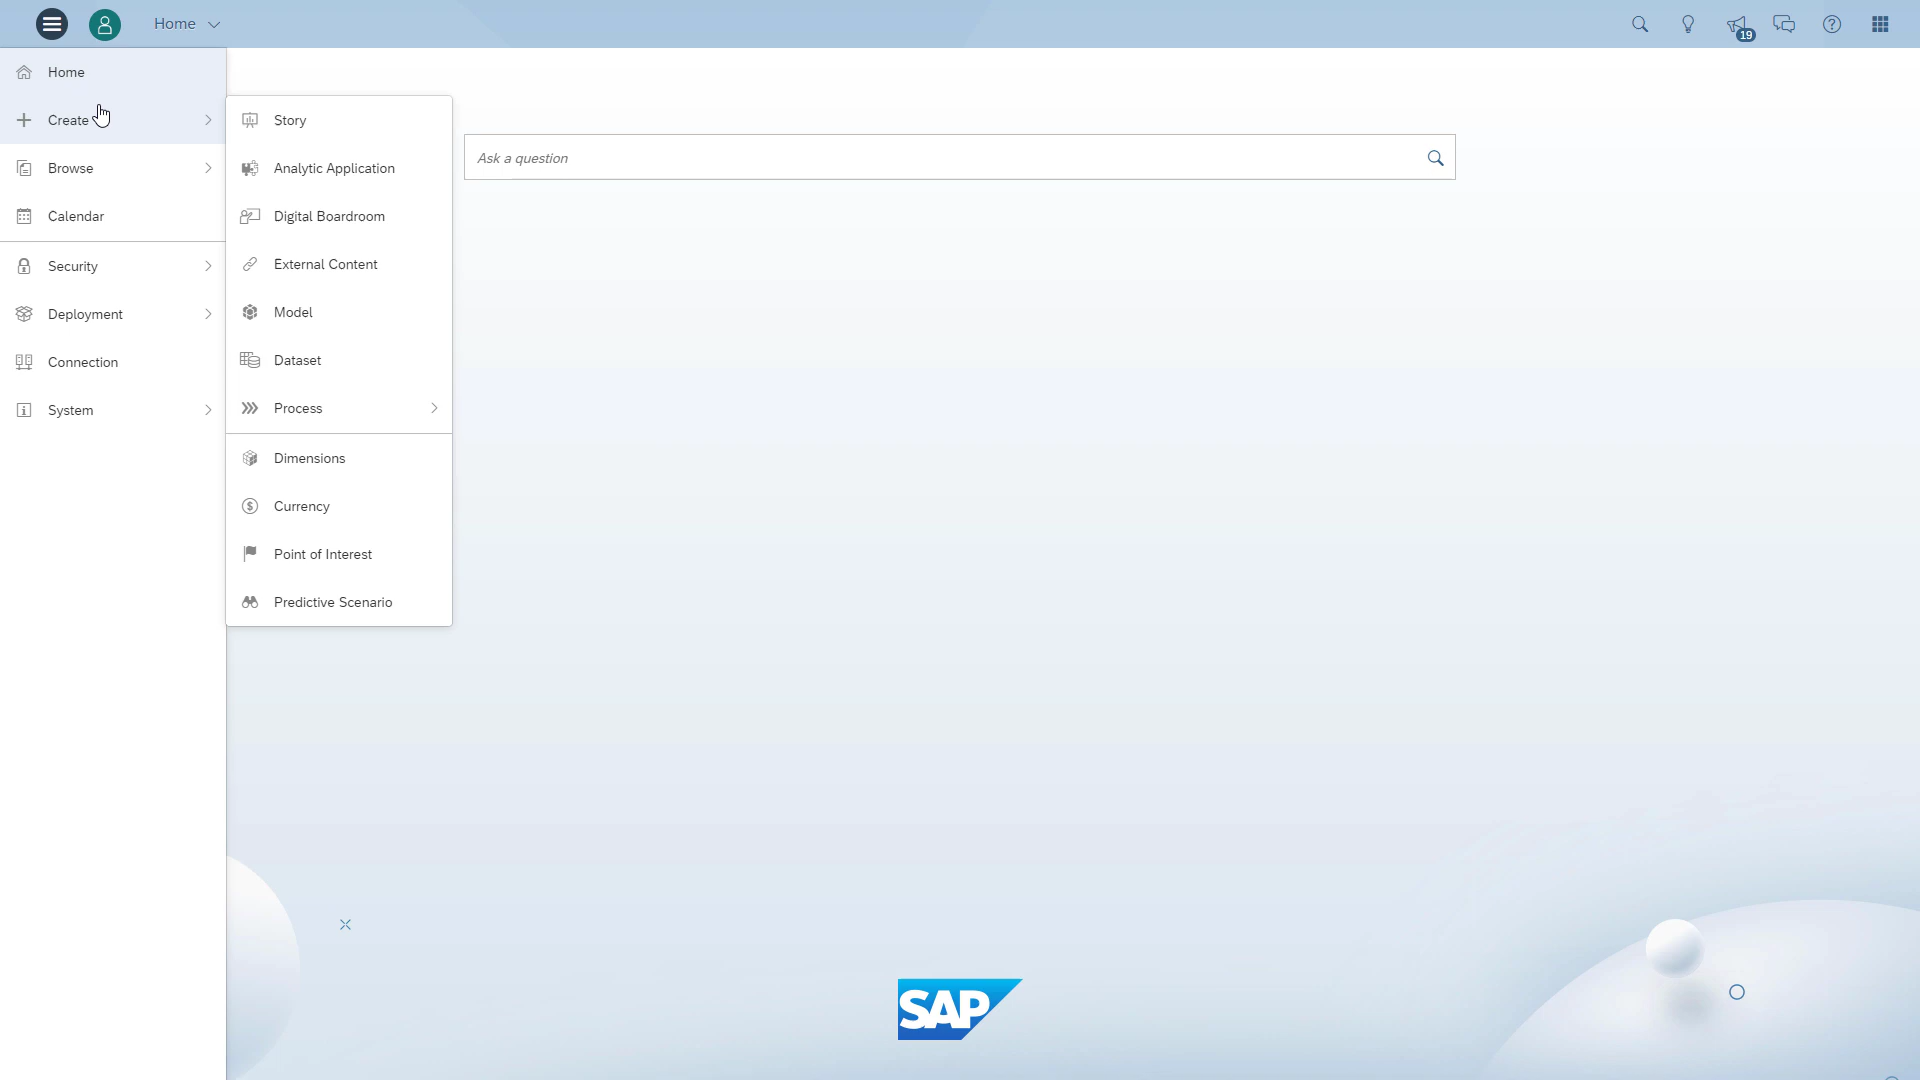 Home
19
Home
Create
Browse
Calendar
Security
Deployment
Connection
System
Story
Analytic Application
Digital Boardroom
External Content
Model
Dataset
Process
Dimensions
Currency
Point of Interest
Predictive Scenario
Ask a question
SAP